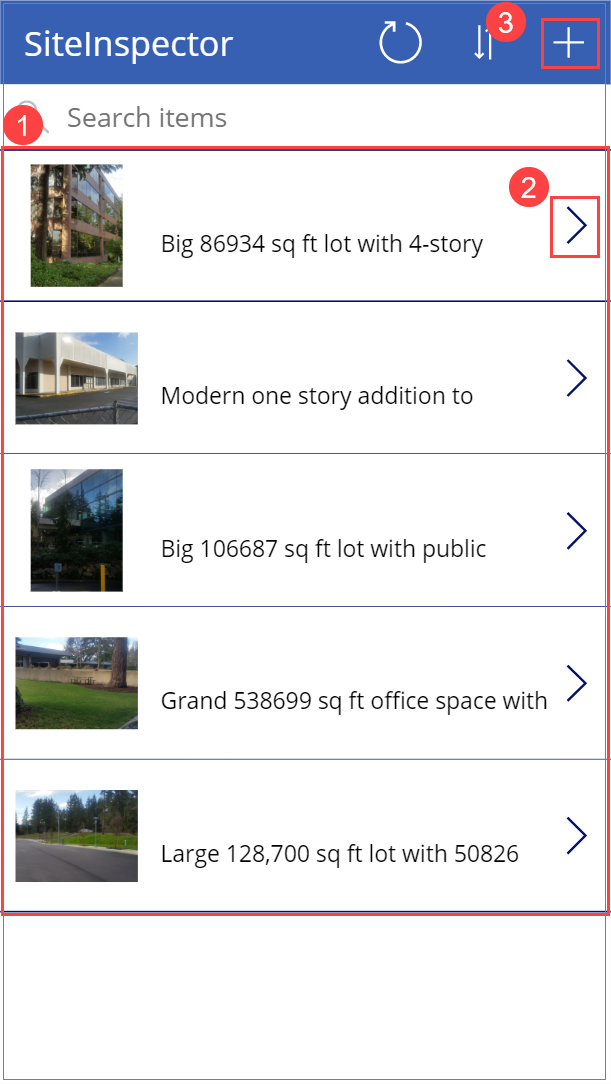 SiteInspector
3
1
Search items
2
Big 86934 sq ft lot with 4-story
Modern one story addition to
Big 106687 sq ft lot with public
Grand 538699 sq ft office space with
Large 128,700 sq ft lot with 50826